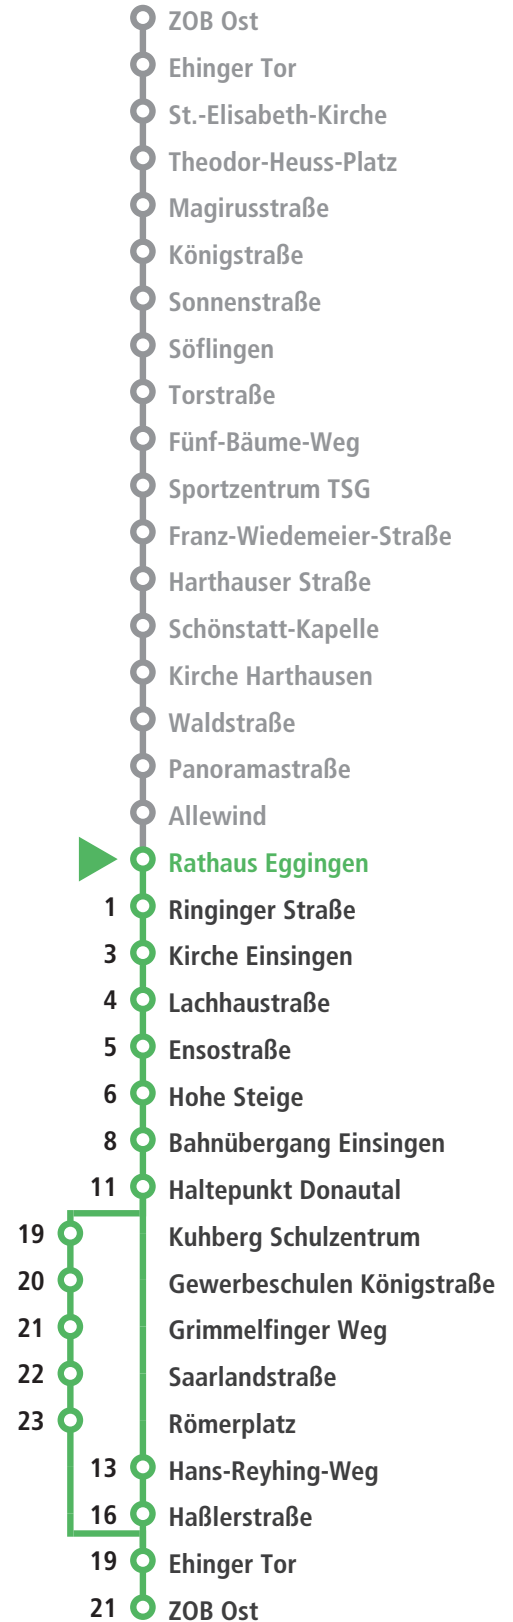 ZOB Ost
Ehinger Tor
St.-Elisabeth-Kirche
Theodor-Heuss-Platz
Magirusstraße
Königstraße
Sonnenstraße
Söflingen
Torstraße
Fünf-Bäume-Weg
Sportzentrum TSG
Franz-Wiedemeier-Straße
Harthauser Straße
Schönstatt-Kapelle
Kirche Harthausen
Waldstraße
Panoramastraße
Allewind
Rathaus Eggingen
1 Ringinger Straße
3 Kirche Einsingen
4 Lachhaustraße
5 Ensostraße
6 Hohe Steige
8 Bahnübergang Einsingen
11 Haltepunkt Donautal
19 Kuhberg Schulzentrum
20 Gewerbeschulen Königstraße
21 Grimmelfinger Weg
22 Saarlandstraße
23 Römerplatz
13 Hans-Reyhing-Weg
16 Haßlerstraße
19 Ehinger Tor
21 ZOB Ost